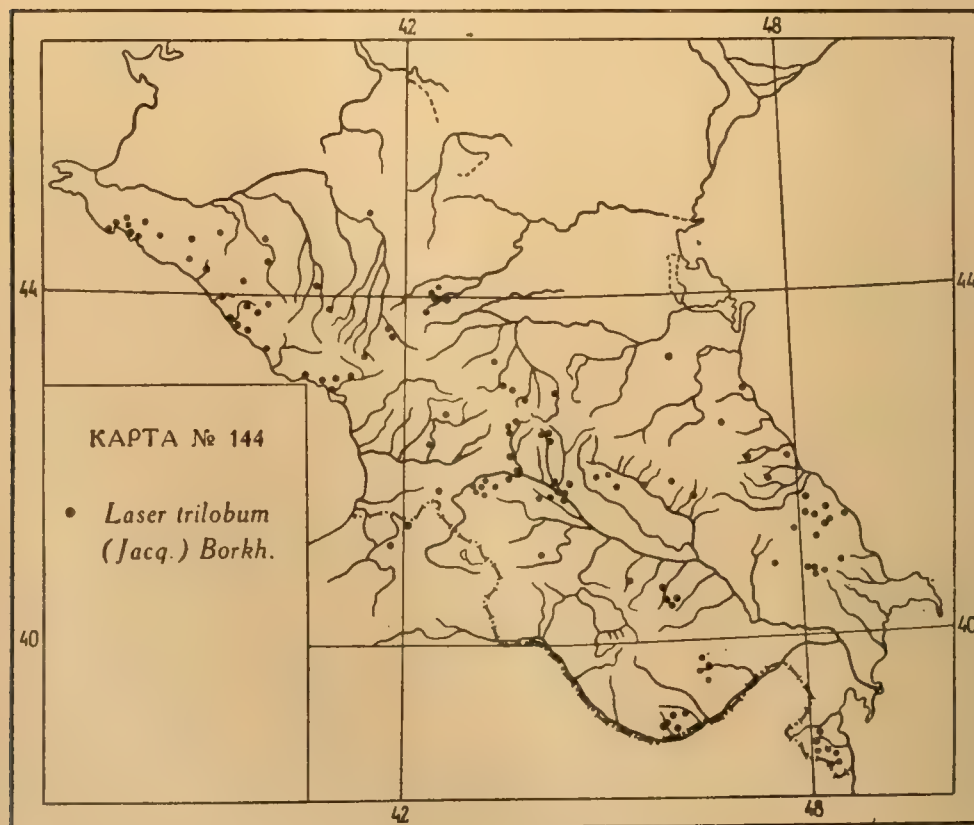 42 48
44 44
КАРТА № 144
Laser trilobum
(Jacq.) Borkh.
40 40
42 48